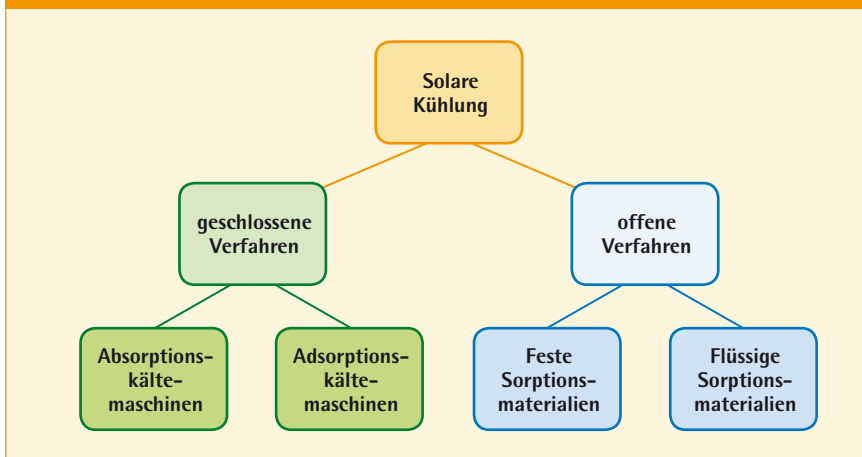 Solare
Kühlung
geschlossene
Verfahren
offene
Verfahren
Absorptions-
kälte-
maschinen
Adsorptions-
kälte-
maschinen
Feste
Sorptions-
materialien
Flüssige
Sorptions-
materialien